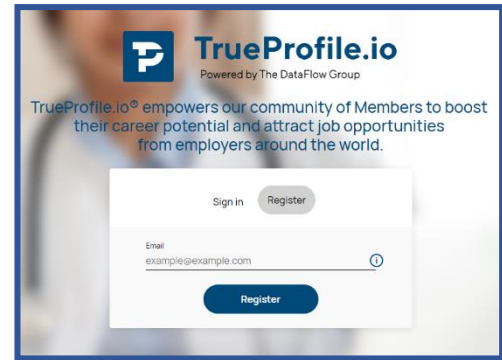 TrueProfile.io
Powered by The DataFlow Group
TrueProfile.io® empowers our community of Members to boost
their career potential and attract job opportunities
from employers around the world.
Sign in Register
Email
example@example.com
Register